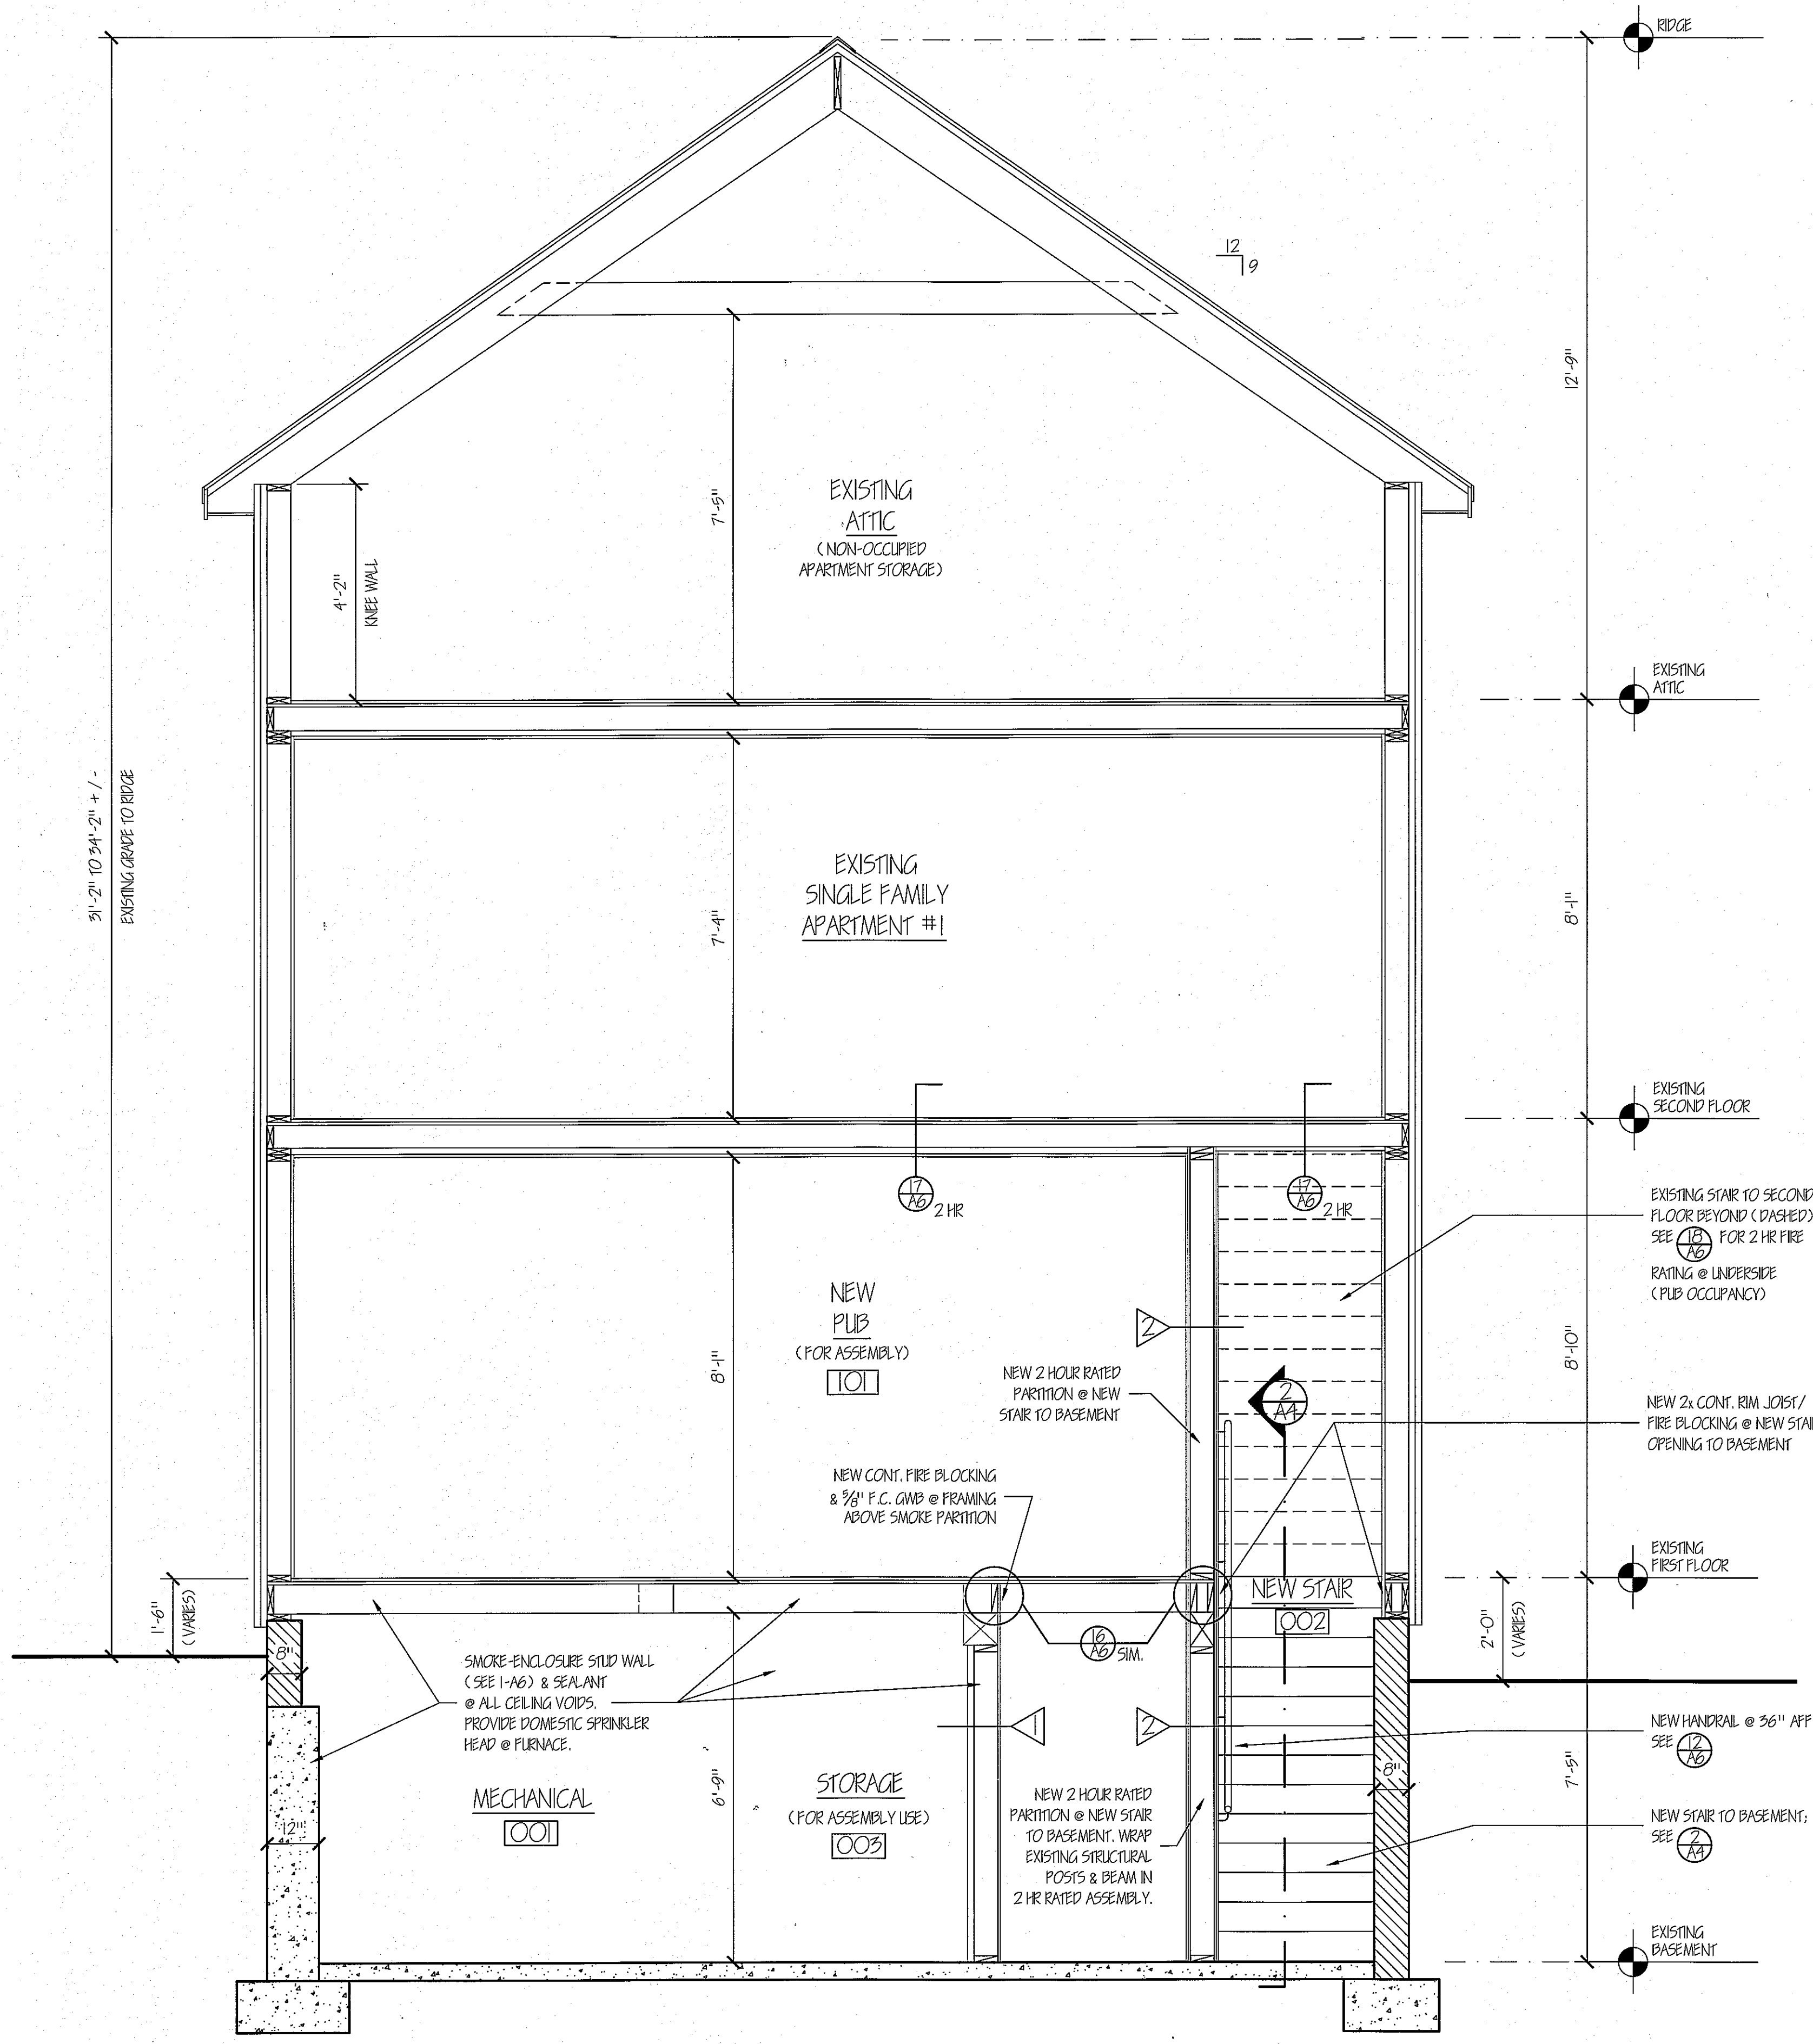 RIDGE
12
9
12'-9"
7'-5"
EXISTING
ATTIC
(NON-OCCUPIED
APARTMENT STORAGE)
4'-2"
KNEE WALL
EXISTING
ATTIC
31'-2" TO 34'-2" +/-
EXISTING GRADE TO RIDGE
EXISTING
SINGLE FAMILY
APARTMENT #1
7'-4"
8'-1"
EXISTING
SECOND FLOOR
17
A6
2 HR
17
A6
2 HR
EXISTING STAIR TO SECOND
FLOOR BEYOND (DASHED)
SEE 18 A6 FOR 2 HR FIRE
RATING @ UNDERSIDE
(PUB OCCUPANCY)
NEW
PUB
(FOR ASSEMBLY)
101
2
8'-1"
8'-10"
NEW 2 HOUR RATED
PARTITION @ NEW
STAIR TO BASEMENT
2
A4
NEW 2x CONT. RIM JOIST/
FIRE BLOCKING @ NEW STAI
OPENING TO BASEMENT
NEW CONT. FIRE BLOCKING
& 5/8" F.C. GWB @ FRAMING
ABOVE SMOKE PARTITION
EXISTING
FIRST FLOOR
1'-6"
(VARIES)
NEW STAIR
002
2'-0"
(VARIES)
8"
16
A6
SIM.
SMOKE-ENCLOSURE STUD WALL
(SEE 1-A6) & SEALANT
@ ALL CEILING VOIDS.
PROVIDE DOMESTIC SPRINKLER
HEAD @ FURNACE.
1
2
NEW HANDRAIL @ 36" AFF
SEE 12 A6
6'-9"
8"
7'-5"
MECHANICAL
001
STORAGE
(FOR ASSEMBLY USE)
003
12"
NEW 2 HOUR RATED
PARTITION @ NEW STAIR
TO BASEMENT. WRAP
EXISTING STRUCTURAL
POSTS & BEAM IN
2 HR RATED ASSEMBLY.
NEW STAIR TO BASEMENT;
SEE 2 A4
EXISTING
BASEMENT